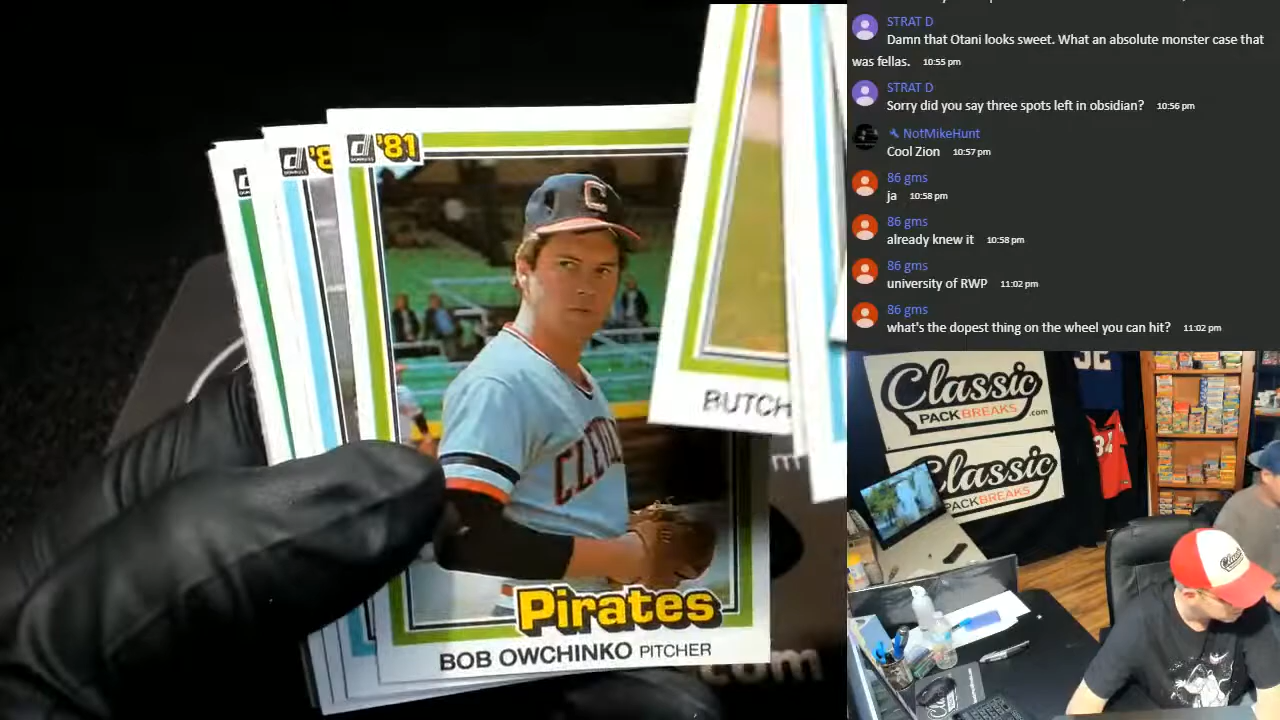 STRAT D
Damn that Otani looks sweet. What an absolute monster case that
was fellas. 10:55 pm
STRAT D
Sorry did you say three spots left in obsidian? 10:56 pm
NotMikeHunt
Cool Zion 10:57 pm
86 gms
ja 10:58 pm
86 gms
already knew it 10:58 pm
86 gms
university of RWP 11:02 pm
86 gms
what's the dopest thing on the wheel you can hit? 11:02 pm
'81
C
CLEV
Pirates
BOB OWCHINKO PITCHER
BUTCH
.com
Classic
PACKBREAKS.com
Classic
PACKBREAKS
34